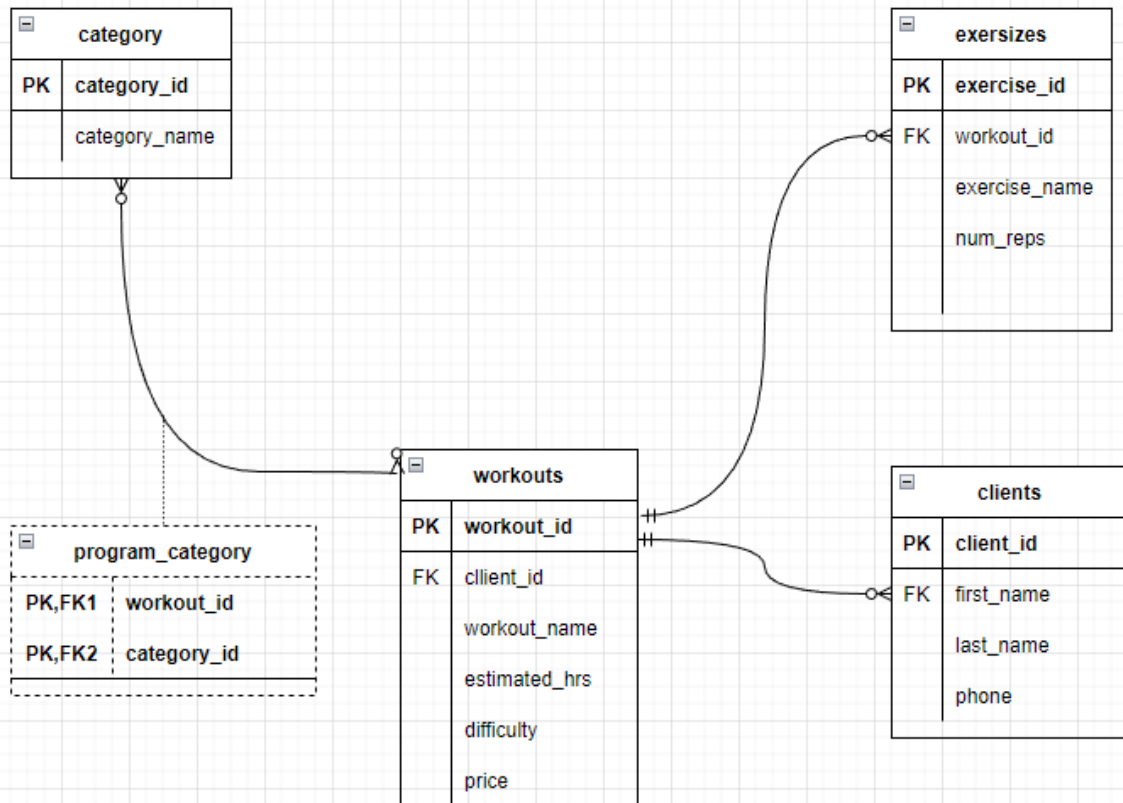 category
PK category_id
category_name
exersizes
PK exercise_id
FK workout_id
exercise_name
num_reps
workouts
PK workout_id
FK cllient_id
workout_name
estimated_hrs
difficulty
price
clients
PK client_id
FK first_name
last_name
phone
program_category
PK,FK1 workout_id
PK,FK2 category_id